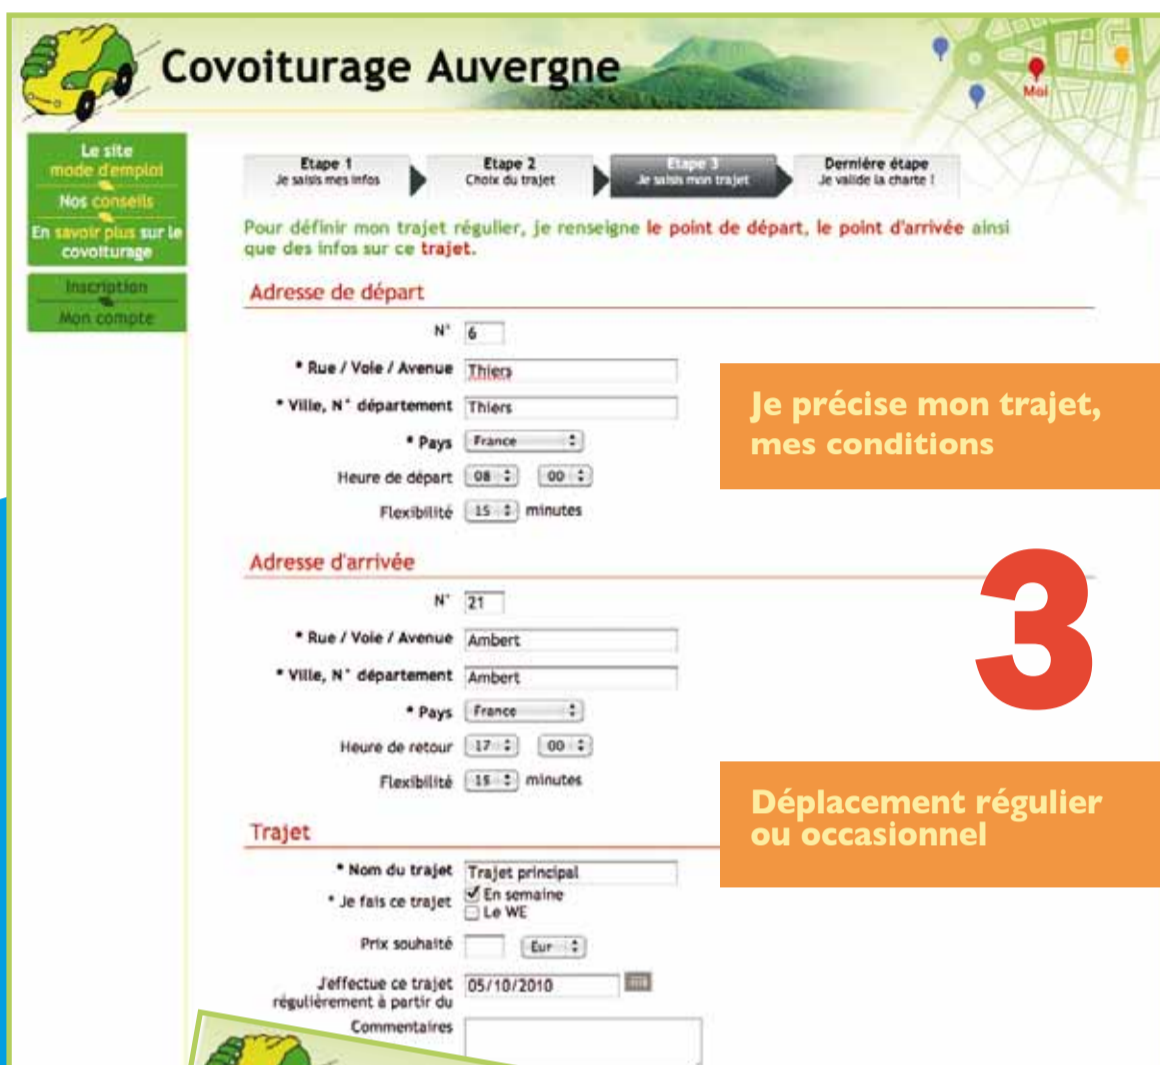 Covoiturage Auvergne
Moi
Le site
mode d'emploi
Nos conseils
En savoir plus sur le
covoiturage
Inscription
Mon compte
Etape 1
Je saisis mes infos
Etape 2
Choix du trajet
Etape 3
Je saisis mon trajet
Dernière étape
Je valide la charte !
Pour définir mon trajet régulier, je renseigne le point de départ, le point d'arrivée ainsi
que des infos sur ce trajet.
Adresse de départ
N° 6
* Rue / Voie / Avenue Thiers
* Ville, N° département Thiers
* Pays France
Heure de départ 08 00
Flexibilité 15 minutes
Je précise mon trajet,
mes conditions
Adresse d'arrivée
N° 21
* Rue / Voie / Avenue Ambert
* Ville, N° département Ambert
* Pays France
Heure de retour 17 00
Flexibilité 15 minutes
3
Déplacement régulier
ou occasionnel
Trajet
* Nom du trajet Trajet principal
* Je fais ce trajet En semaine
Le WE
Prix souhaité Eur
J'effectue ce trajet
régulièrement à partir du 05/10/2010
Commentaires